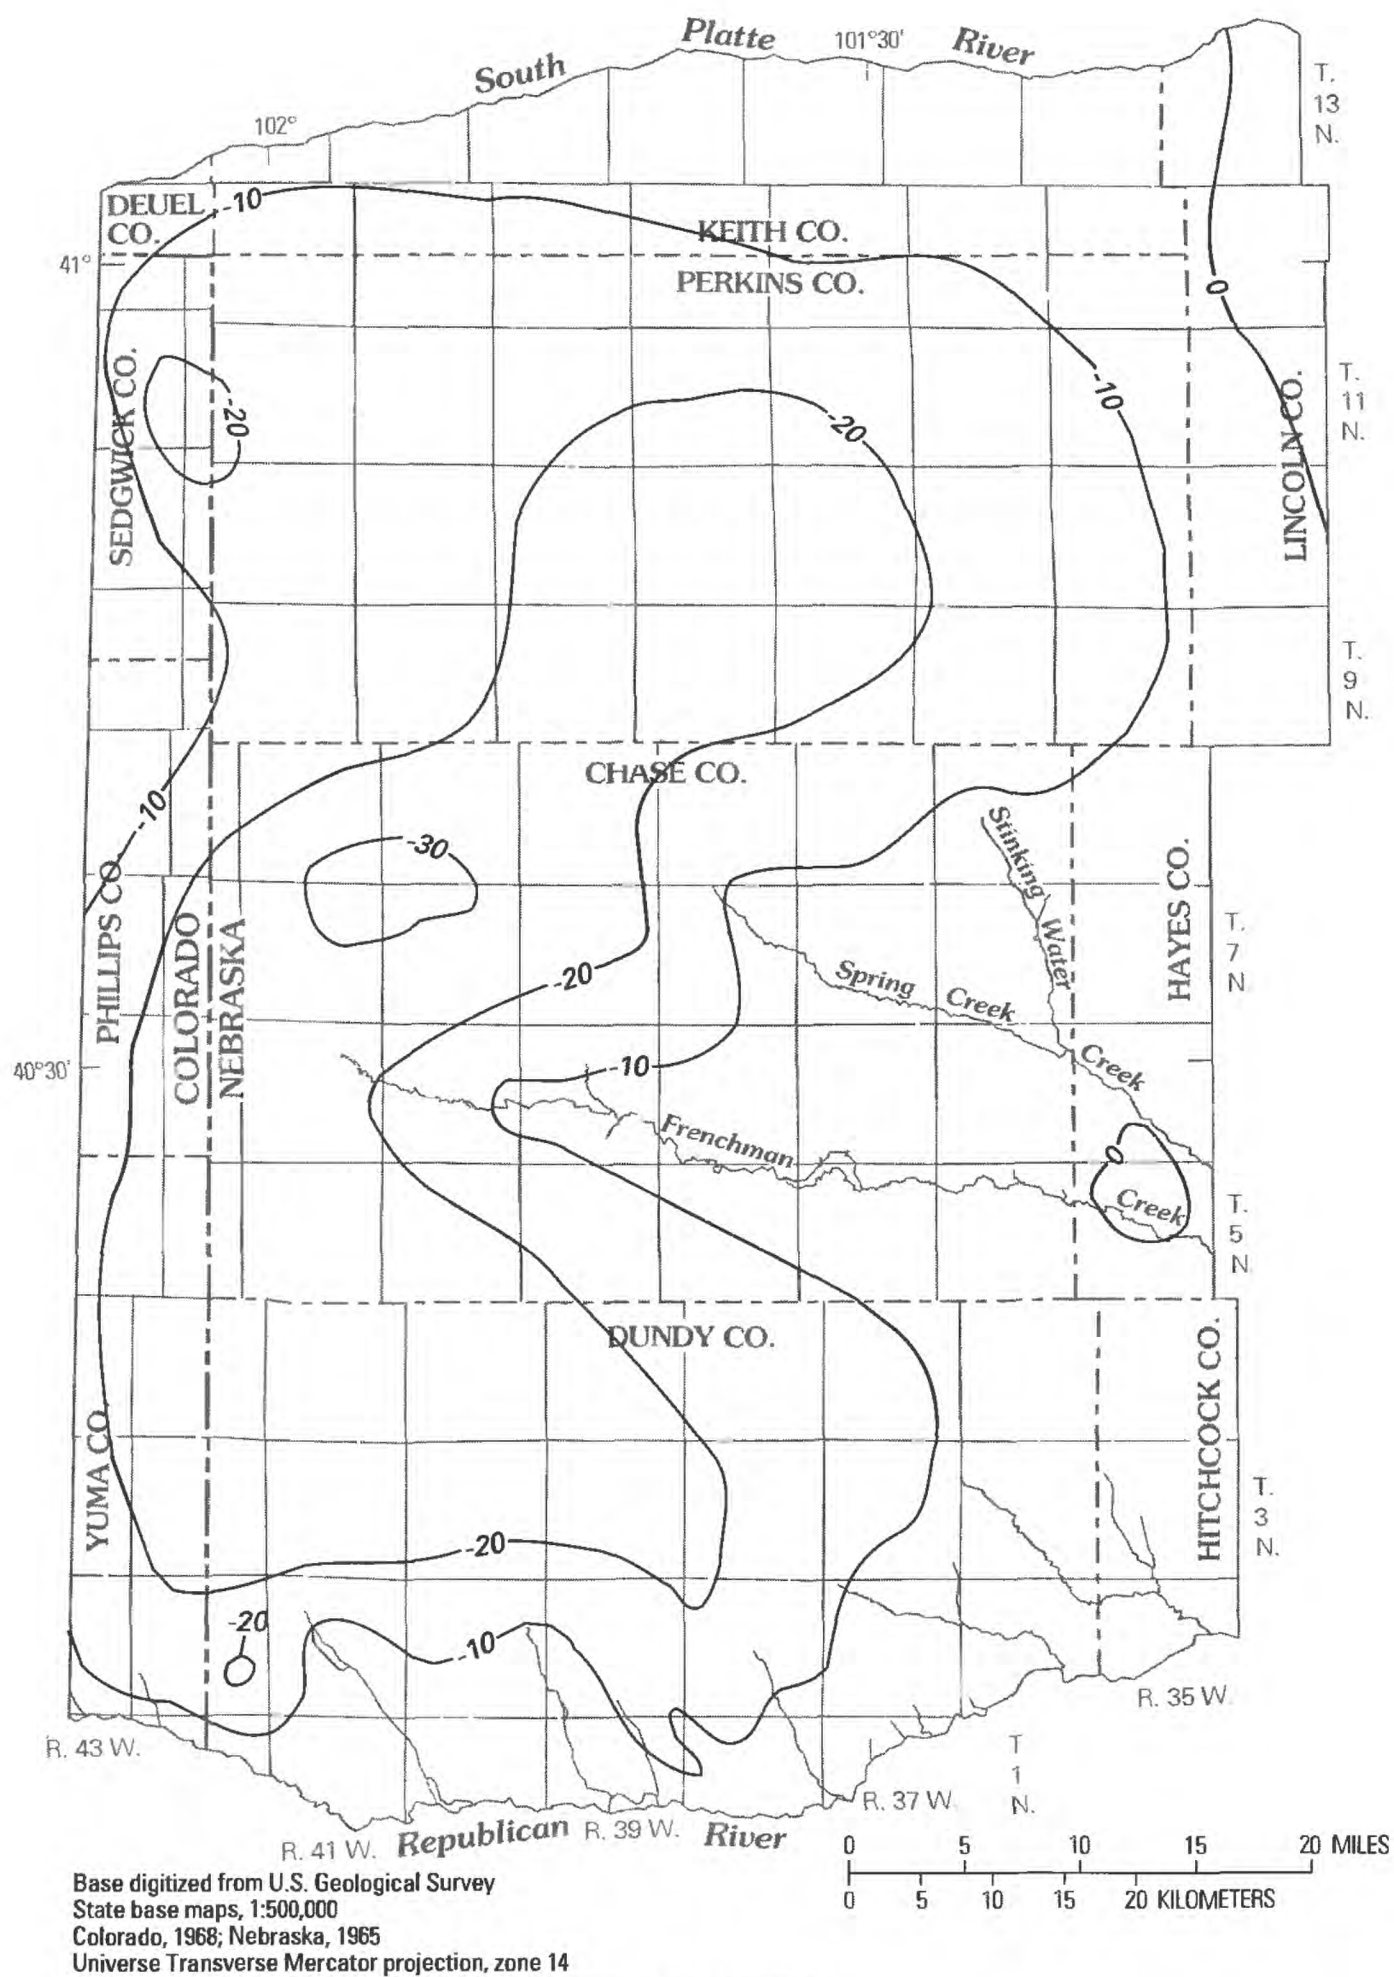 South Platte River
101°30'
102°
T.
13
N.
DEUEL
CO.
-10
KEITH CO.
41°
PERKINS CO.
0
SEDGWICK CO.
-20
-20
-10
LINCOLN CO.
T.
11
N.
T.
9
N.
CHASE CO.
-10
-30
Stinking Water Creek
PHILLIPS CO.
COLORADO
NEBRASKA
HAYES CO.
T.
7
N.
-20
Spring Creek
40°30'
-10
Frenchman Creek
0
T.
5
N.
DUNDY CO.
YUMA CO.
HITCHCOCK CO.
T.
3
N.
-20
-20
-10
R. 35 W.
R. 43 W.
T
1
N.
R. 37 W.
R. 41 W.
Republican River
R. 39 W.
0 5 10 15 20 MILES
0 5 10 15 20 KILOMETERS
Base digitized from U.S. Geological Survey
State base maps, 1:500,000
Colorado, 1968; Nebraska, 1965
Universe Transverse Mercator projection, zone 14